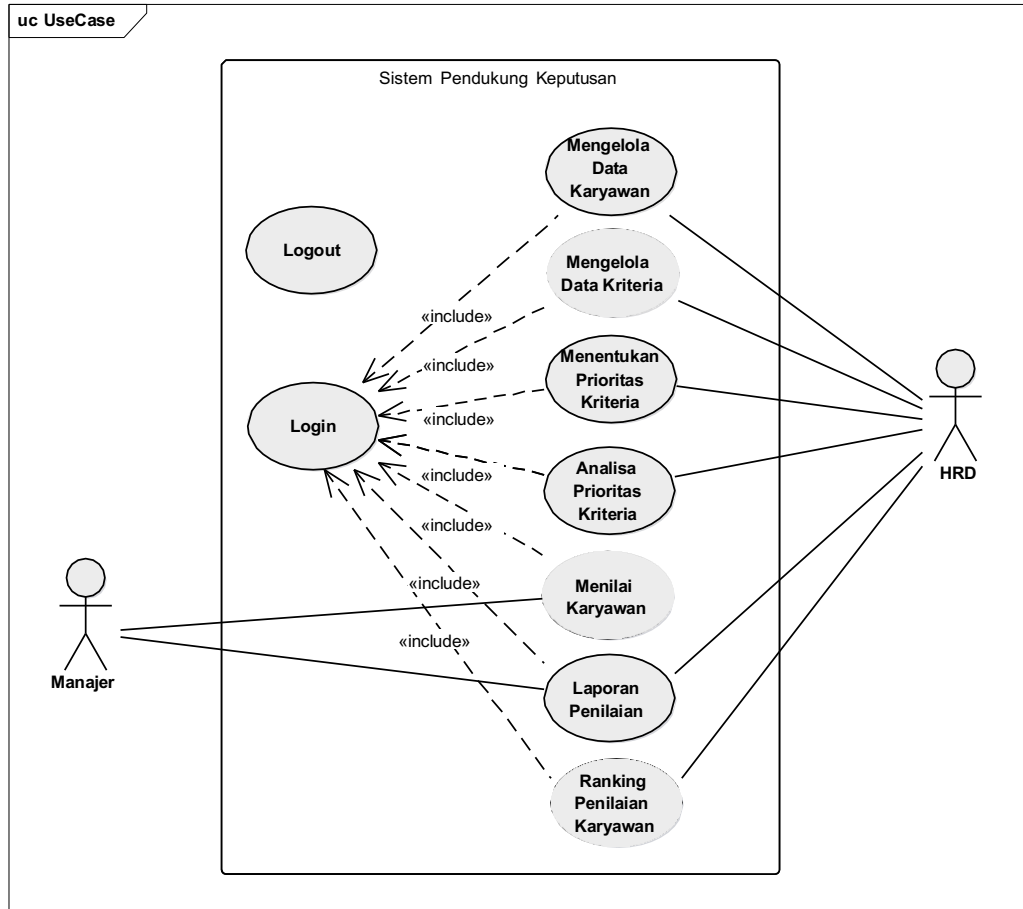 uc UseCase
Sistem Pendukung Keputusan
Mengelola
Data
Karyawan
Logout
Mengelola
Data Kriteria
«include»
Menentukan
Prioritas
Kriteria
«include»
«include»
Login
HRD
Analisa
Prioritas
Kriteria
«include»
«include»
Menilai
Karyawan
«include»
«include»
Manajer
Laporan
Penilaian
Ranking
Penilaian
Karyawan